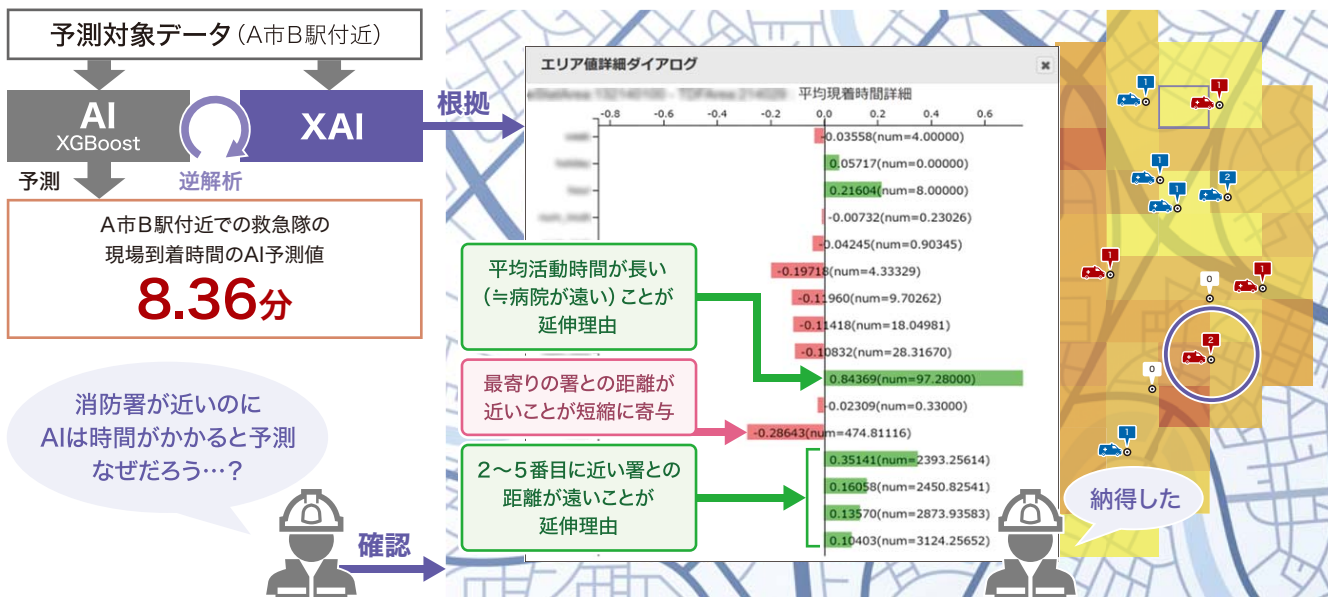 予測対象データ（A市B駅付近）
AI
XGBoost
XAI
根拠
予測
逆解析
A市B駅付近での救急隊の
現場到着時間のAI予測値
8.36分
消防署が近いのに
AIは時間がかかると予測
なぜだろう…？
確認
エリア値詳細ダイアログ
平均現着時間詳細
-0.8 -0.6 -0.4 -0.2 0 0.2 0.4 0.6
-0.03558(num=4.00000)
0.05717(num=0.00000)
0.21604(num=8.00000)
-0.00732(num=0.23026)
-0.04245(num=0.90345)
-0.19718(num=4.33329)
-0.11960(num=9.70262)
-0.11418(num=18.04981)
-0.10832(num=28.31670)
0.84369(num=97.28000)
-0.02309(num=0.33000)
-0.28643(num=474.81116)
0.35141(num=2393.25614)
0.16058(num=2450.82541)
0.13570(num=2873.93583)
0.10403(num=3124.25652)
平均活動時間が長い
（≒病院が遠い）ことが
延伸理由
最寄りの署との距離が
近いことが短縮に寄与
2〜5番目に近い署との
距離が遠いことが
延伸理由
1
1
1
1
2
1
1
0
2
0
1
納得した